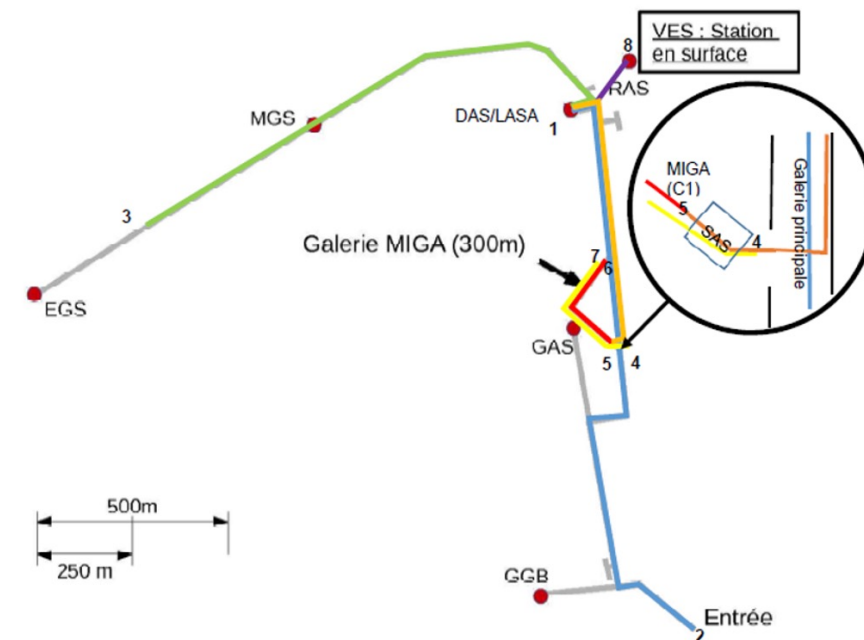 VES : Station
en surface
8
RAS
MGS
DAS/LASA
1
MIGA
(C1)
5
SAS
4
Galerie principale
3
Galerie MIGA (300m)
7
6
EGS
GAS
5
4
500m
250 m
GGB
Entrée
2